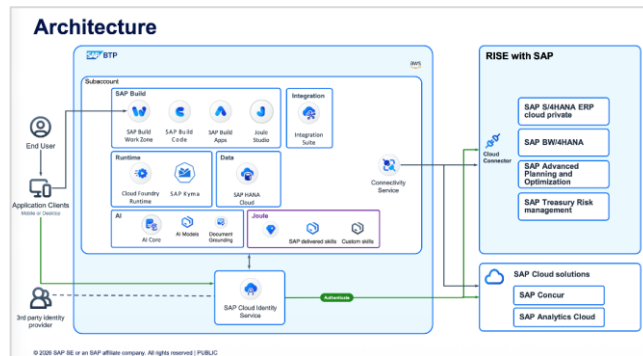 Architecture
SAP BTP
aws
Subaccount
SAP Build
SAP Build
Work Zone
SAP Build
Code
SAP Build
Apps
Joule
Studio
Integration
Integration
Suite
Runtime
Cloud Foundry
Runtime
SAP Kyma
Data
SAP HANA
Cloud
AI
AI Core
AI Models
Document
Grounding
Joule
SAP delivered skills
Custom skills
Connectivity
Service
SAP Cloud Identity
Service
Authenticate
End User
Application Clients
Mobile or Desktop
3rd party identity
provider
RISE with SAP
Cloud
Connector
SAP S/4HANA ERP
cloud private
SAP BW/4HANA
SAP Advanced
Planning and
Optimization
SAP Treasury Risk
management
SAP Cloud solutions
SAP Concur
SAP Analytics Cloud
© 2026 SAP SE or an SAP affiliate company. All rights reserved | PUBLIC